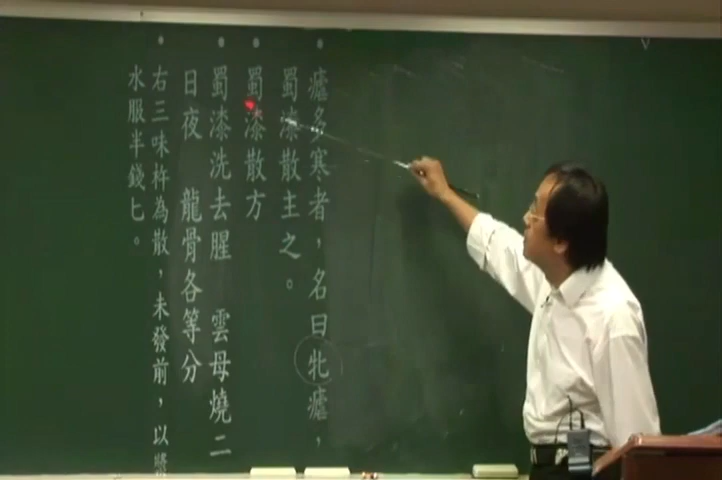 • 瘧多寒者，名曰牝瘧，
蜀漆散主之。
• 蜀漆散方
• 蜀漆洗去腥　雲母燒二
日夜　龍骨各等分
• 右三味杵為散，未發前，以漿
水服半錢匕。